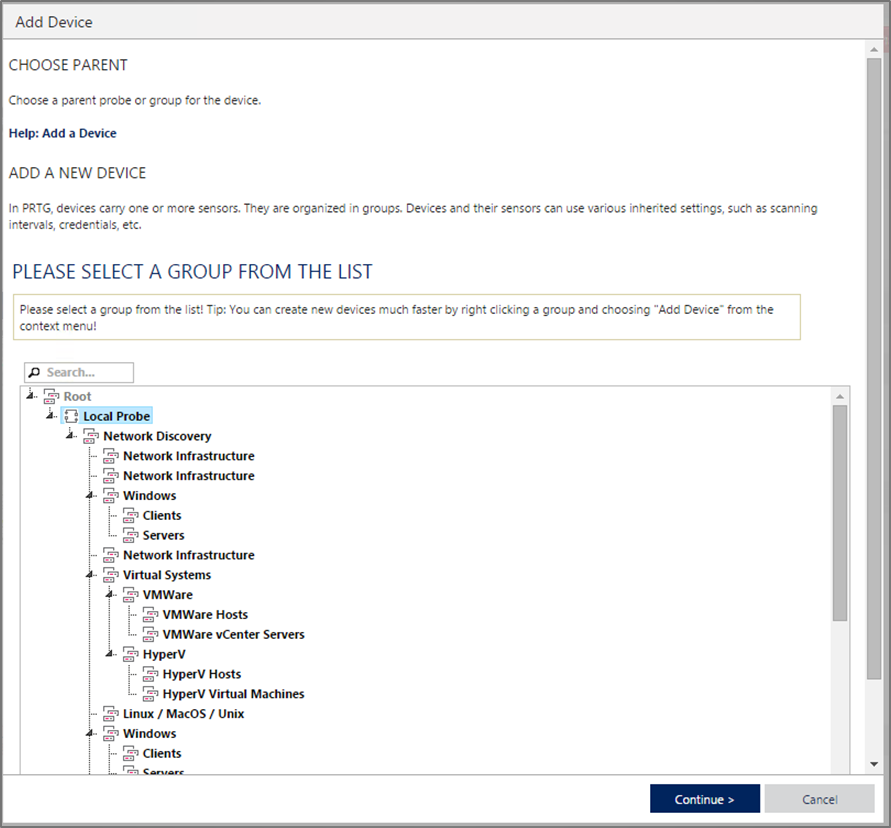 Add Device
CHOOSE PARENT
Choose a parent probe or group for the device.
Help: Add a Device
ADD A NEW DEVICE
In PRTG, devices carry one or more sensors. They are organized in groups. Devices and their sensors can use various inherited settings, such as scanning
intervals, credentials, etc.
PLEASE SELECT A GROUP FROM THE LIST
Please select a group from the list! Tip: You can create new devices much faster by right clicking a group and choosing "Add Device" from the
context menu!
Search...
Root
Local Probe
Network Discovery
Network Infrastructure
Network Infrastructure
Windows
Clients
Servers
Network Infrastructure
Virtual Systems
VMWare
VMWare Hosts
VMWare vCenter Servers
HyperV
HyperV Hosts
HyperV Virtual Machines
Linux / MacOS / Unix
Windows
Clients
Servers
Continue >
Cancel